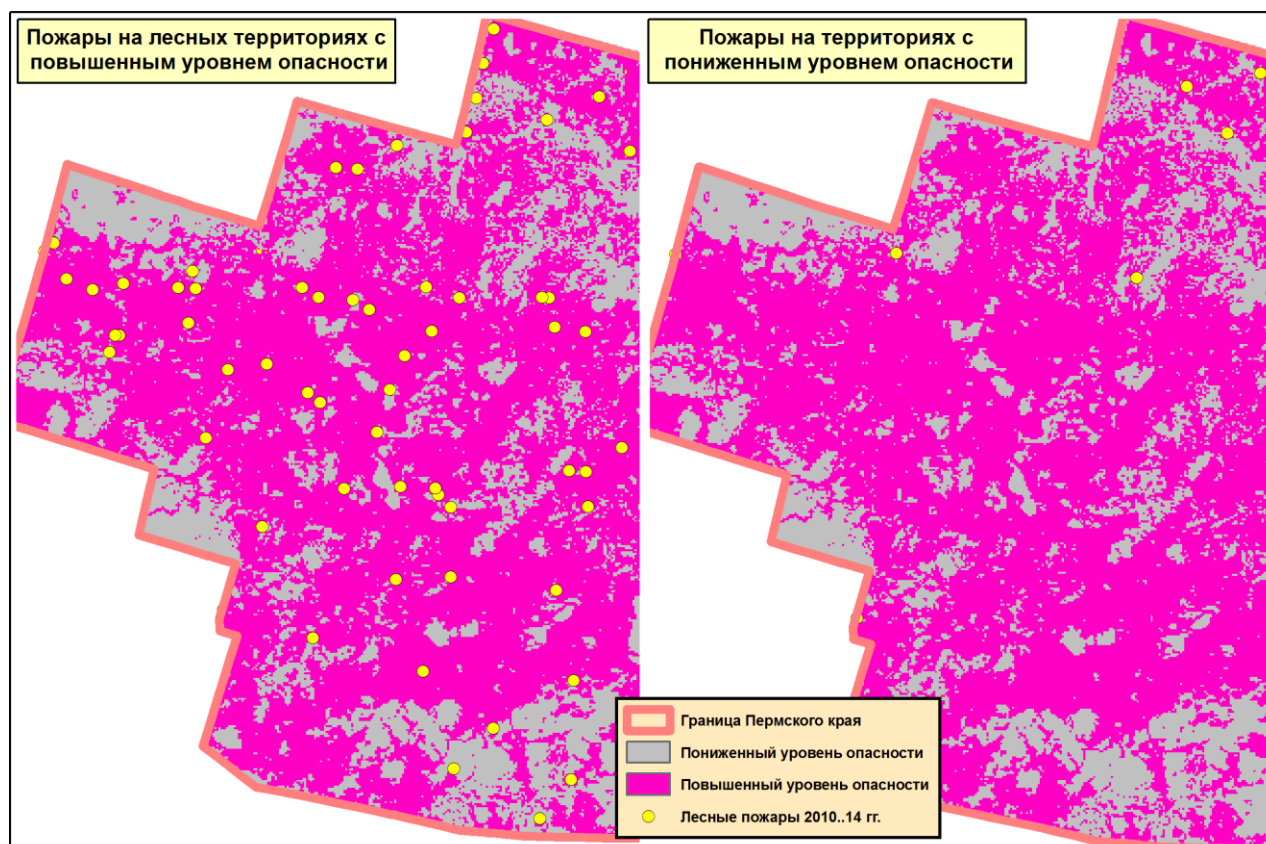 Пожары на лесных территориях с
повышенным уровнем опасности
Пожары на территориях с
пониженным уровнем опасности
Граница Пермского края
Пониженный уровень опасности
Повышенный уровень опасности
Лесные пожары 2010..14 гг.